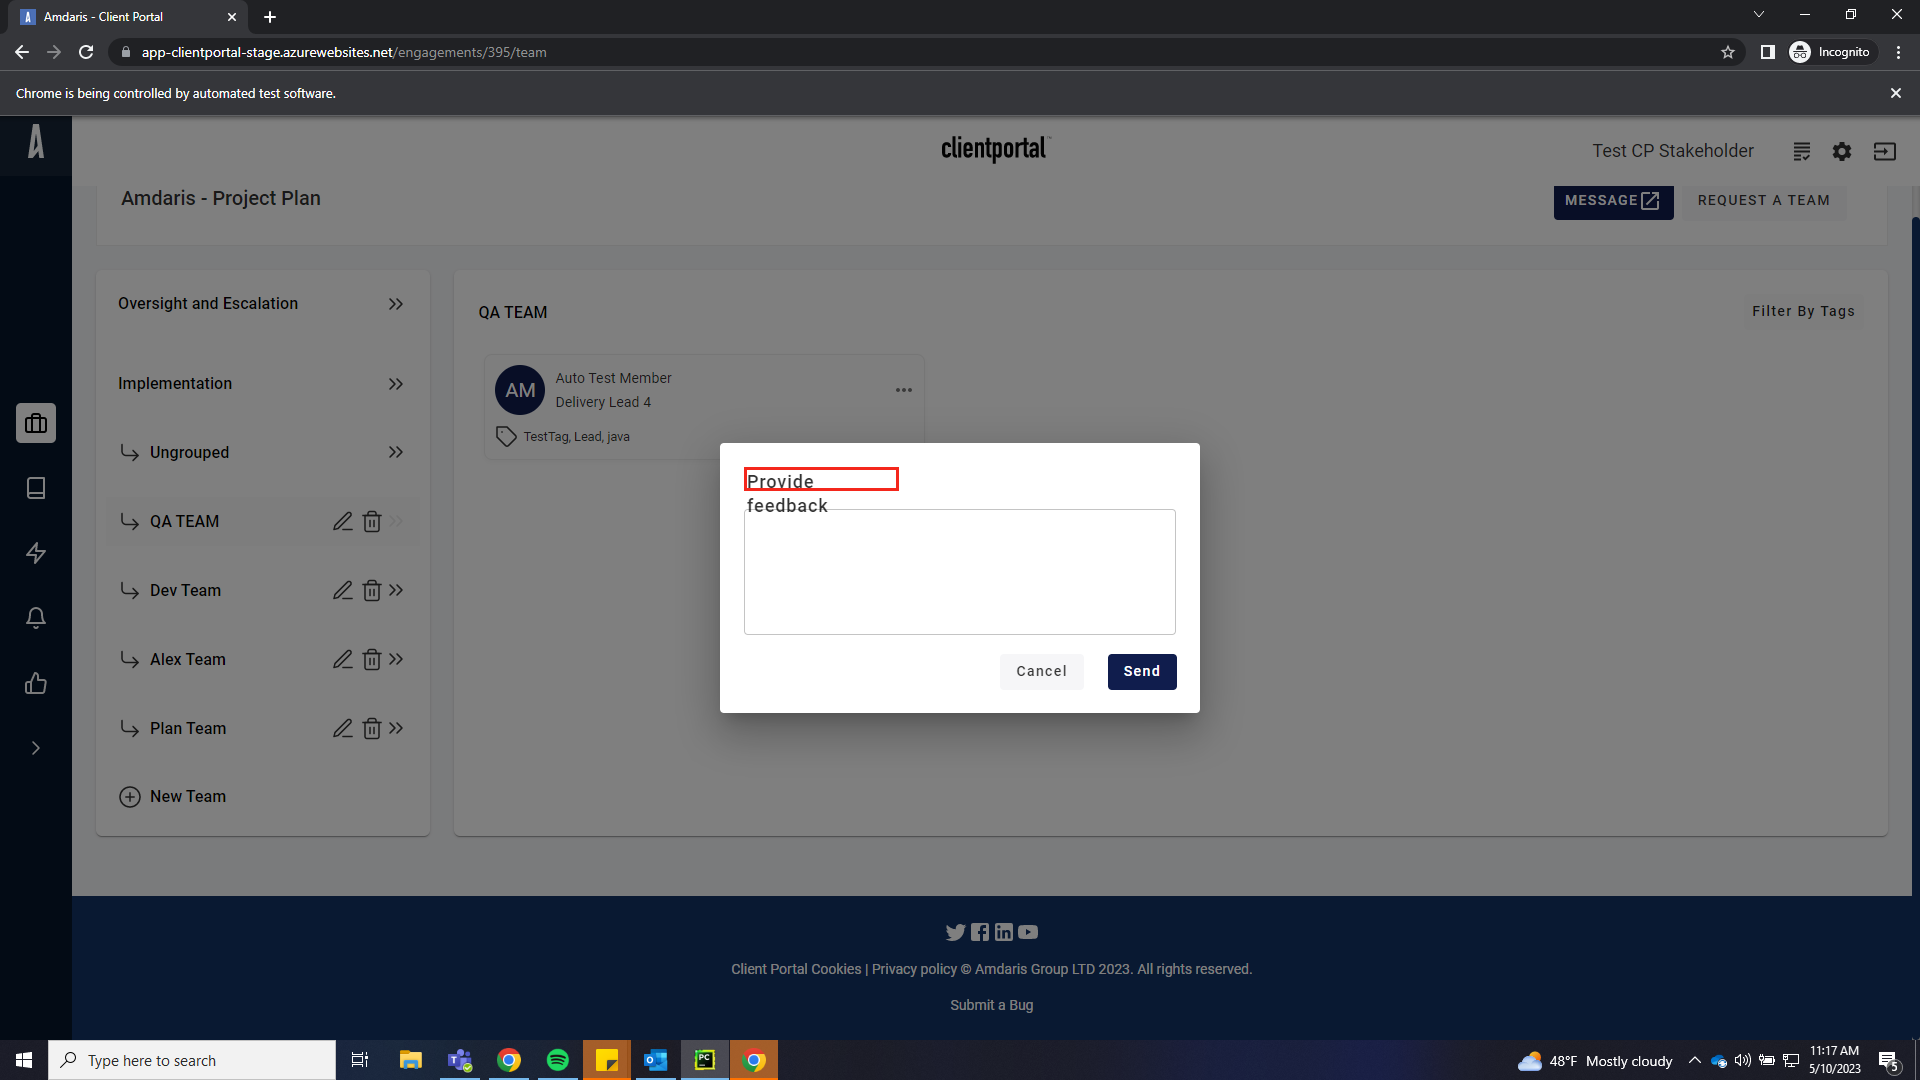 Amdaris - Client Portal
app-clientportal-stage.azurewebsites.net/engagements/395/team
Incognito
Chrome is being controlled by automated test software.
clientportal
Test CP Stakeholder
Amdaris - Project Plan
MESSAGE
REQUEST A TEAM
Oversight and Escalation
Implementation
Ungrouped
QA TEAM
Dev Team
Alex Team
Plan Team
New Team
QA TEAM
Filter By Tags
AM
Auto Test Member
Delivery Lead 4
TestTag, Lead, java
Provide
feedback
Cancel
Send
Client Portal Cookies | Privacy policy © Amdaris Group LTD 2023. All rights reserved.
Submit a Bug
Type here to search
PC
48°F Mostly cloudy
11:17 AM
5/10/2023
5